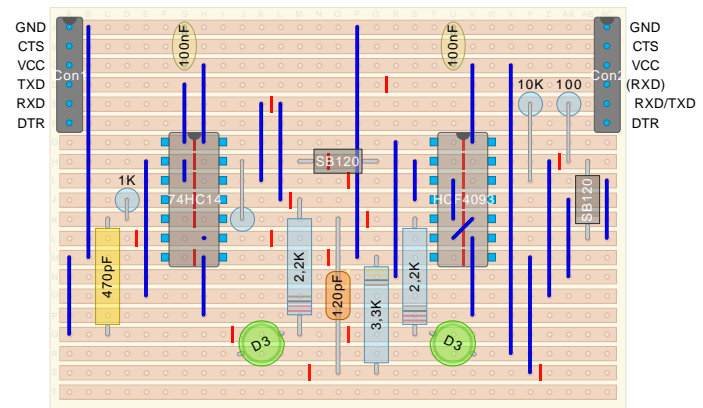 GND
CTS
VCC
TXD
RXD
DTR
Con1
100nF
100nF
Con2
GND
CTS
VCC
(RXD)
RXD/TXD
DTR
10K
100
1K
74HC14
SB120
HCF4093
SB120
470pF
2,2K
120pF
3,3K
2,2K
D3
D3